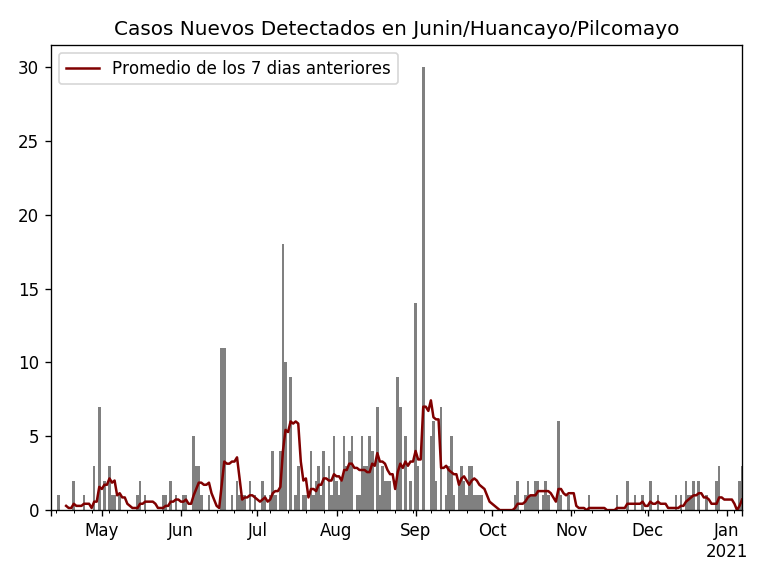 Casos Nuevos Detectados en Junin/Huancayo/Pilcomayo
Promedio de los 7 dias anteriores
30
25
20
15
10
5
0
May Jun Jul Aug Sep Oct Nov Dec Jan
2021